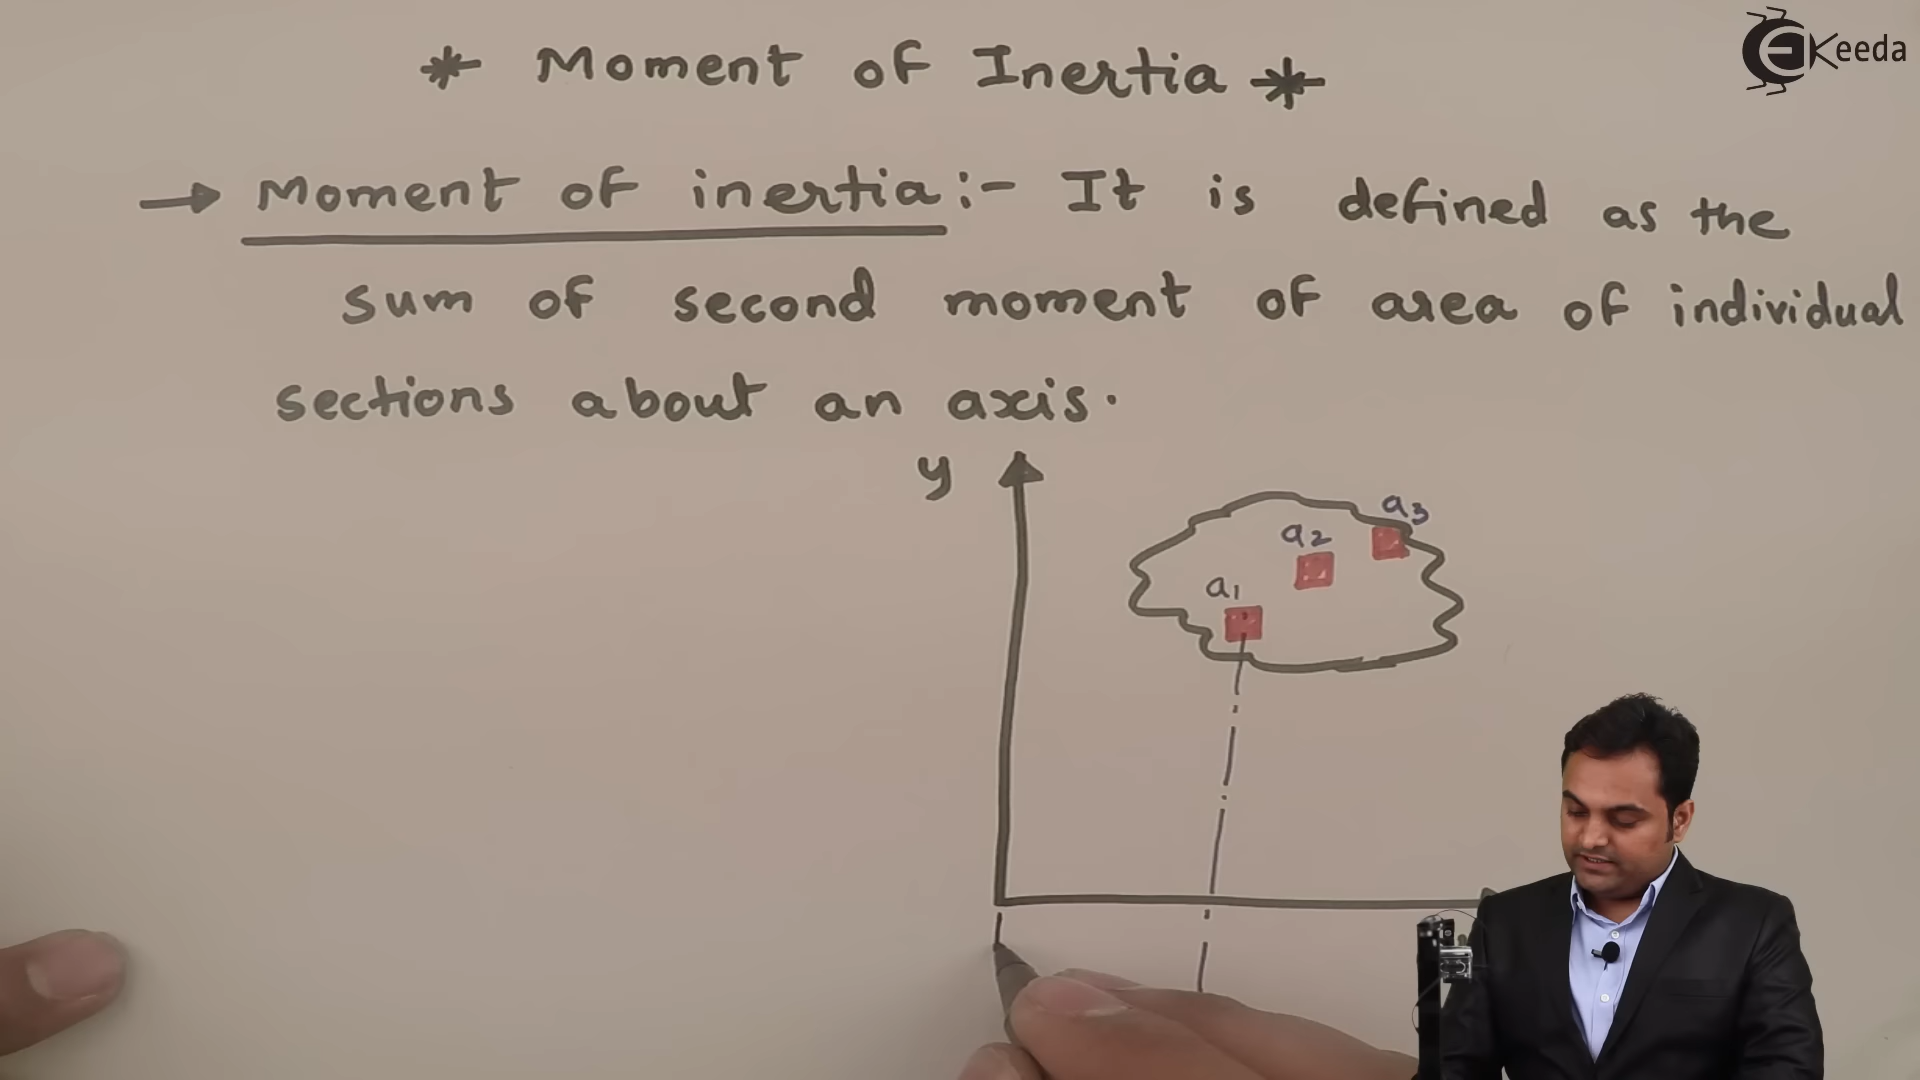 * Moment of Inertia *
Keeda
→ Moment of inertia :- It is defined as the
sum of second moment of area of individual
sections about an axis.
y
a3
a2
a1